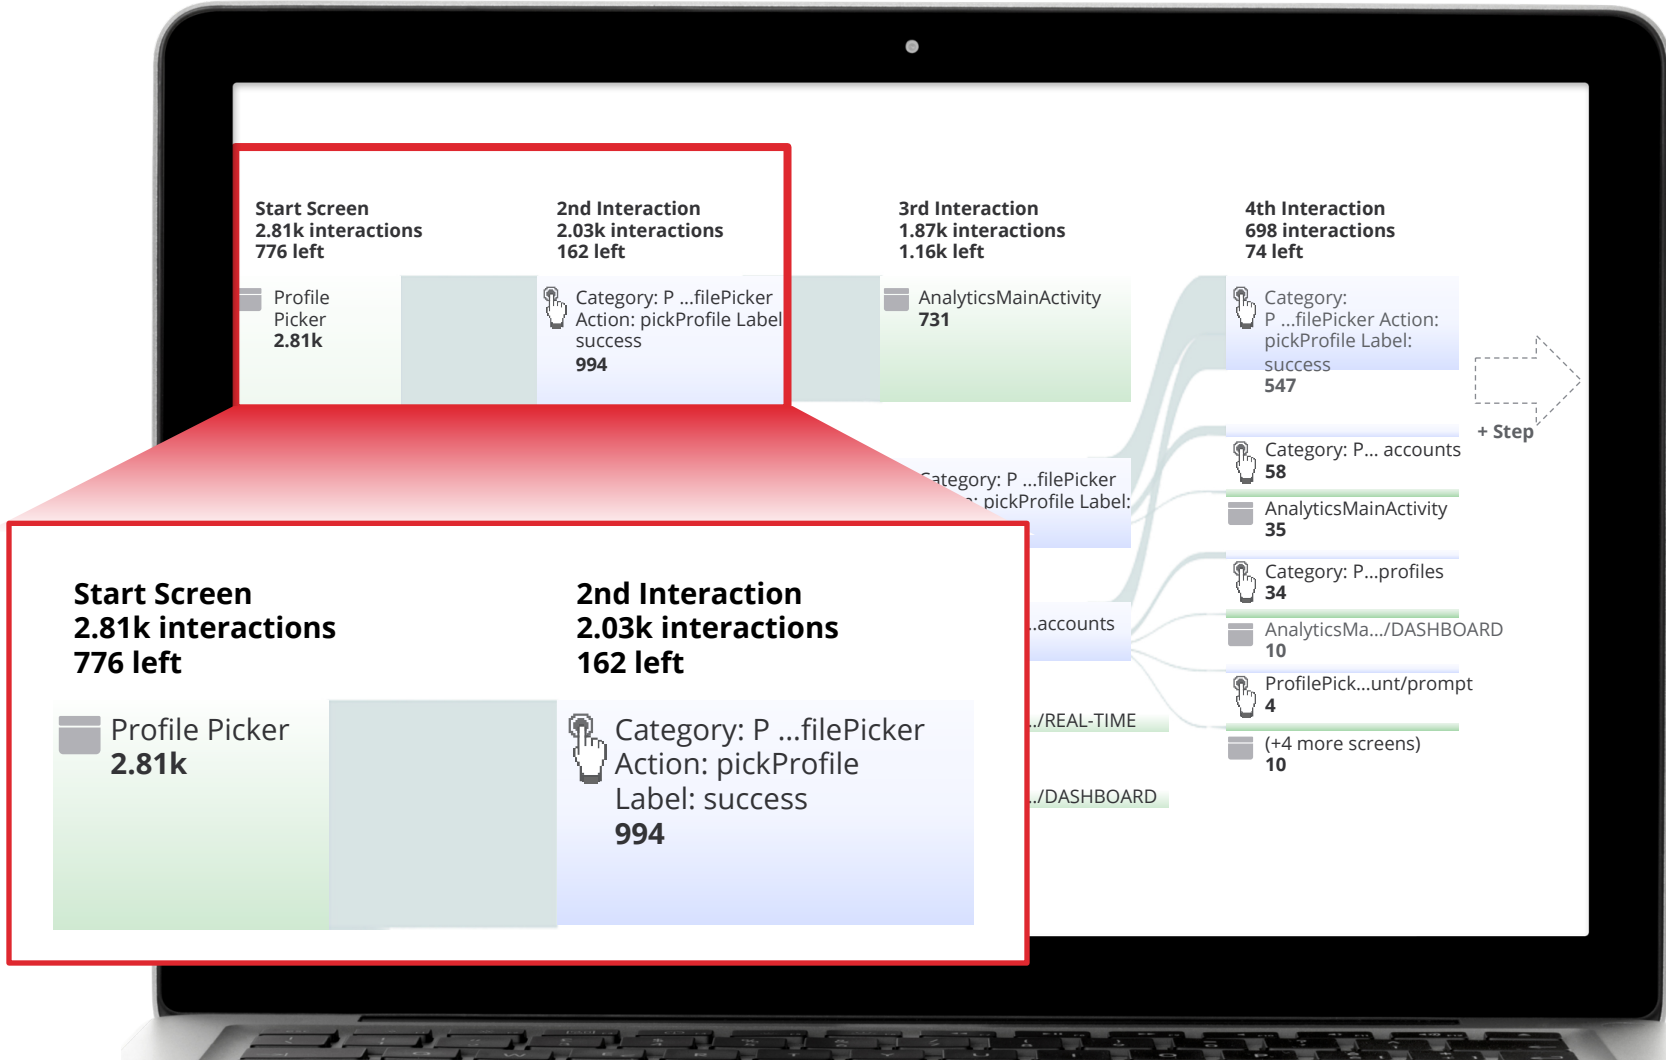 Start Screen
2.81k interactions
776 left
2nd Interaction
2.03k interactions
162 left
3rd Interaction
1.87k interactions
1.16k left
4th Interaction
698 interactions
74 left
Profile
Picker
2.81k
Category: P ...filePicker
Action: pickProfile Label
success
994
AnalyticsMainActivity
731
Category:
P ...filePicker Action:
pickProfile Label:
success
547
+ Step
Category: P... accounts
58
AnalyticsMainActivity
35
Category: P...profiles
34
AnalyticsMa.../DASHBOARD
10
ProfilePick...unt/prompt
4
(+4 more screens)
10
Category: P ...filePicker
pickProfile Label:
..accounts
../REAL-TIME
../DASHBOARD
Start Screen
2.81k interactions
776 left
2nd Interaction
2.03k interactions
162 left
Profile Picker
2.81k
Category: P ...filePicker
Action: pickProfile
Label: success
994